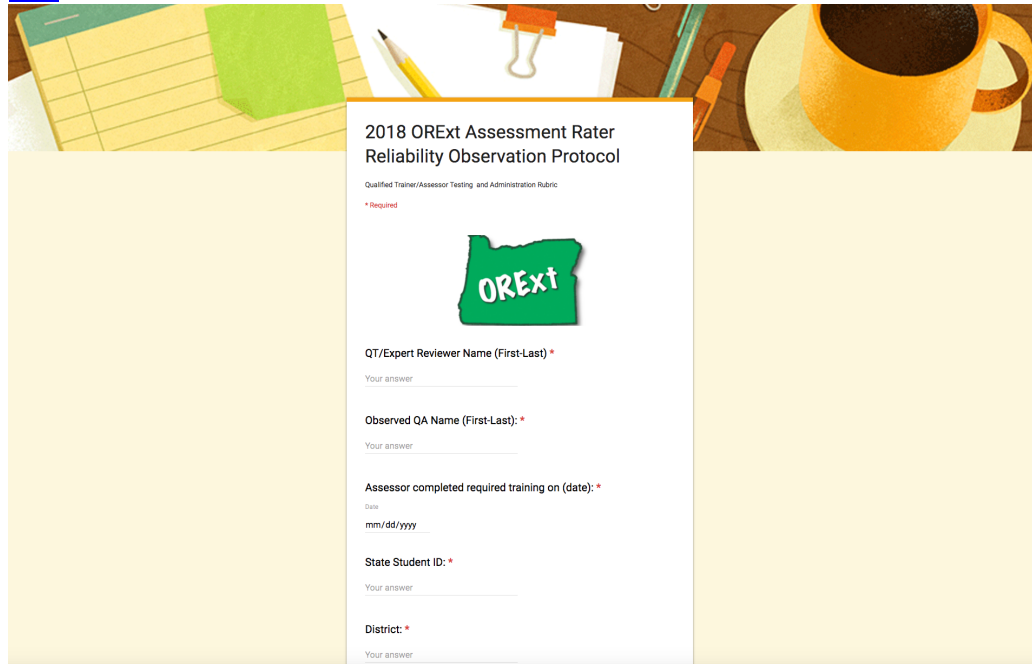 2018 ORExt Assessment Rater
Reliability Observation Protocol
Qualified Trainer/Assessor Testing and Administration Rubric
* Required
ORExt
QT/Expert Reviewer Name (First-Last) *
Your answer
Observed QA Name (First-Last): *
Your answer
Assessor completed required training on (date): *
Date
mm/dd/yyyy
State Student ID: *
Your answer
District: *
Your answer